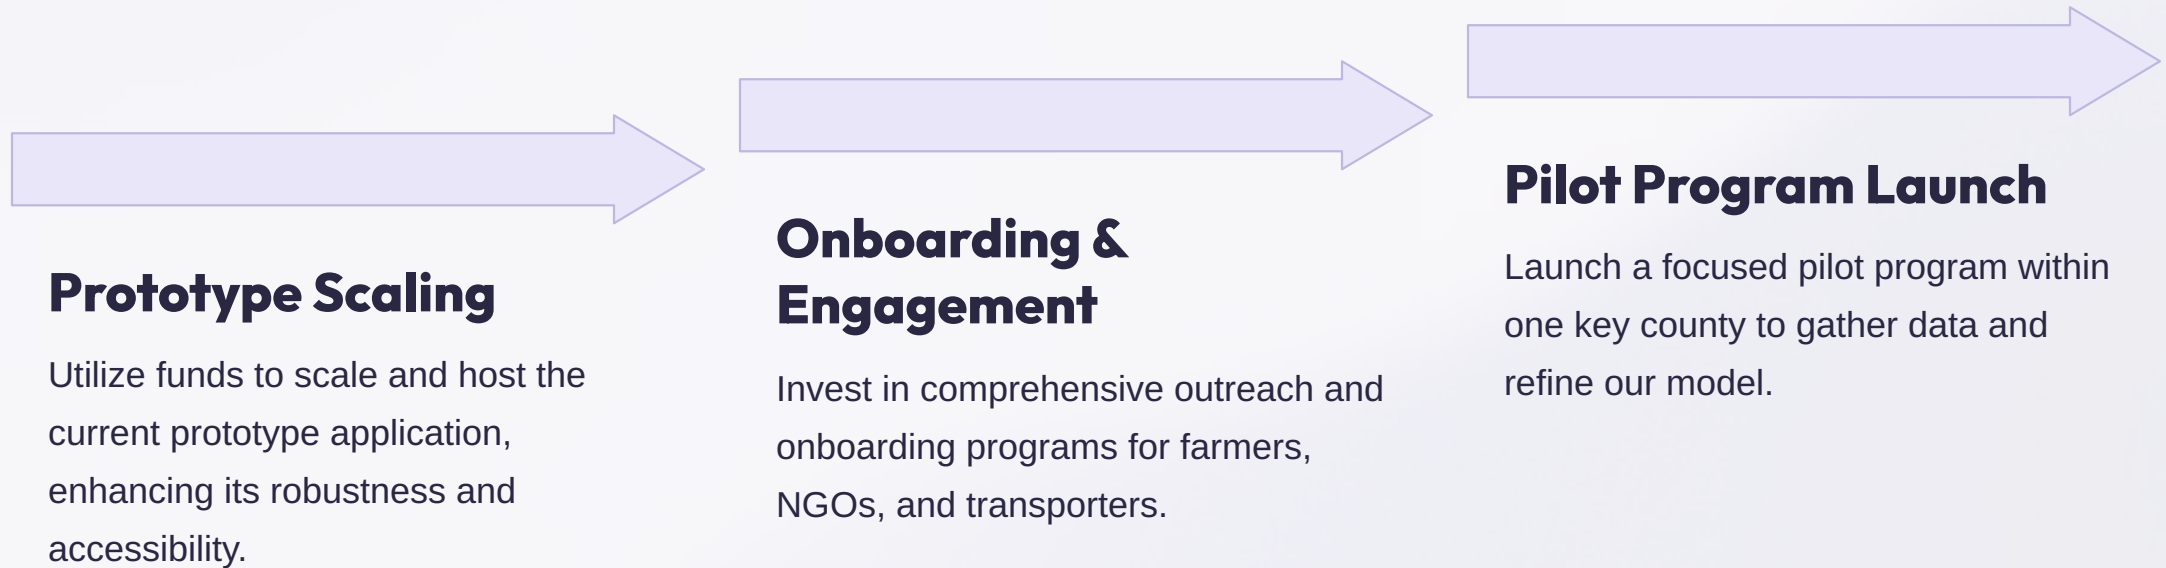 Prototype Scaling
Utilize funds to scale and host the
current prototype application,
enhancing its robustness and
accessibility.
Onboarding &
Engagement
Invest in comprehensive outreach and
onboarding programs for farmers,
NGOs, and transporters.
Pilot Program Launch
Launch a focused pilot program within
one key county to gather data and
refine our model.